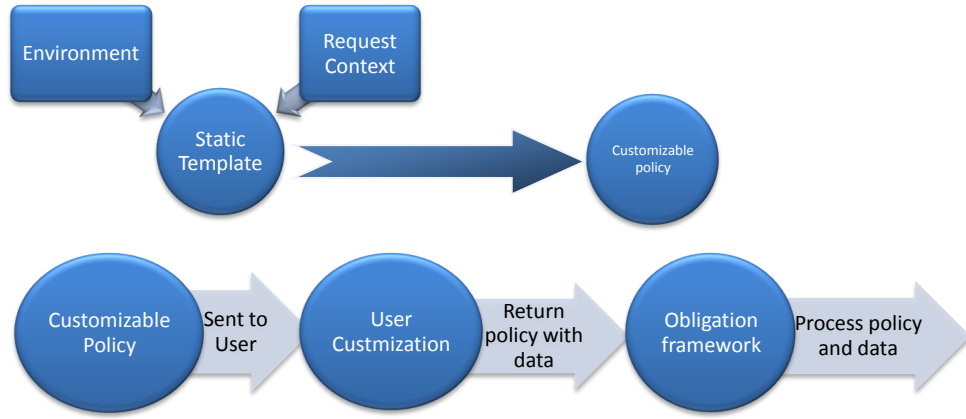 Environment
Request
Context
Static
Template
Customizable
policy
Customizable
Policy
Sent to
User
User
Custmization
Return
policy with
data
Obligation
framework
Process policy
and data